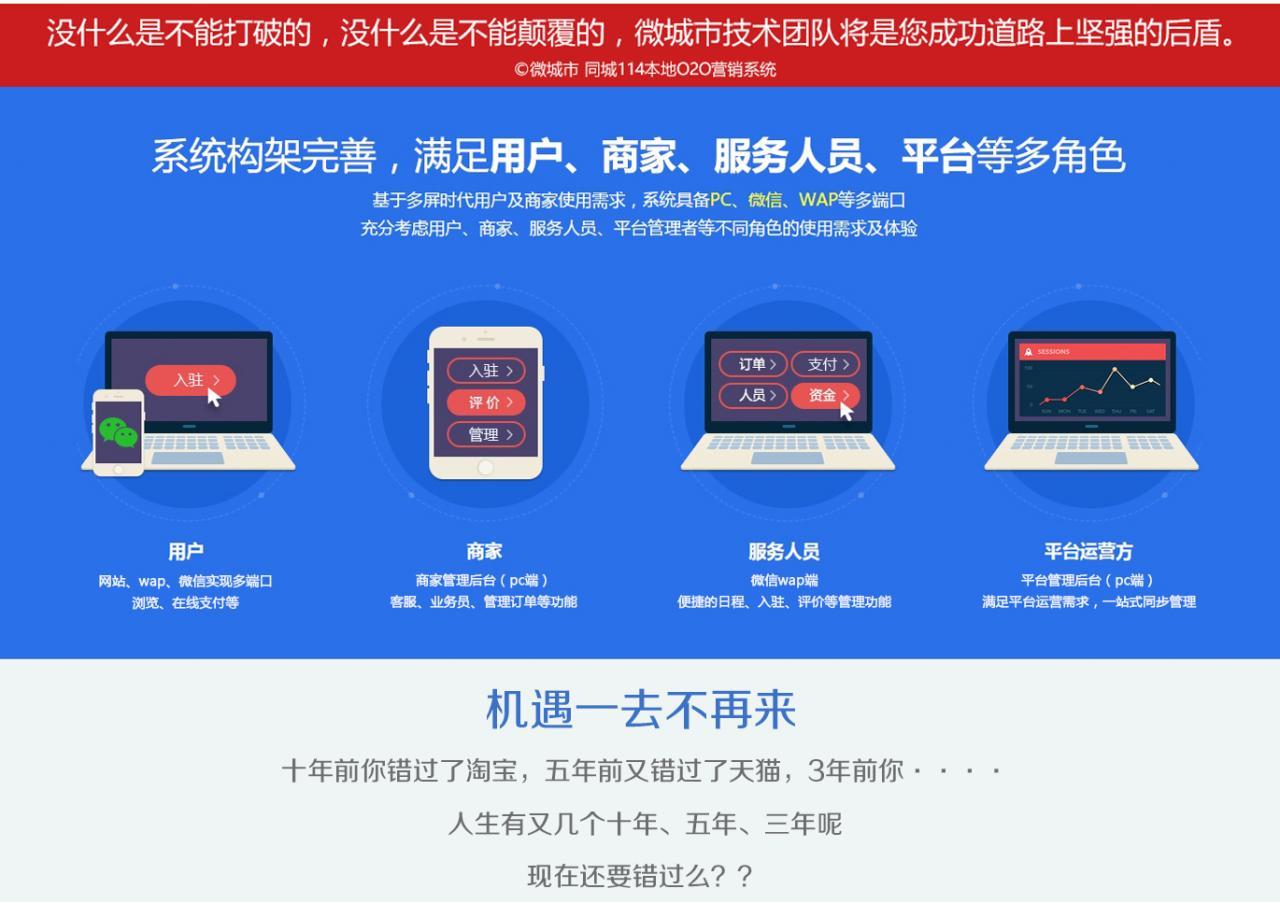 没什么是不能打破的，没什么是不能颠覆的，微城市技术团队将是您成功道路上坚强的后盾。
©微城市 同城114本地O2O营销系统
系统构架完善，满足用户、商家、服务人员、平台等多角色
基于多屏时代用户及商家使用需求，系统具备PC、微信、WAP等多端口
充分考虑用户、商家、服务人员、平台管理者等不同角色的使用需求及体验
入驻 >
入驻 >
评价 >
管理 >
订单 > 支付 >
人员 > 资金 >
SESSIONS
100
50
0
SUN MON TUE WED THU FRI SAT
用户
网站、wap、微信实现多端口
浏览、在线支付等
商家
商家管理后台（pc端）
客服、业务员、管理订单等功能
服务人员
微信wap端
便捷的日程、入驻、评价等管理功能
平台运营方
平台管理后台（pc端）
满足平台运营需求，一站式同步管理
机遇一去不再来
十年前你错过了淘宝，五年前又错过了天猫，3年前你····
人生有又几个十年、五年、三年呢
现在还要错过么？？